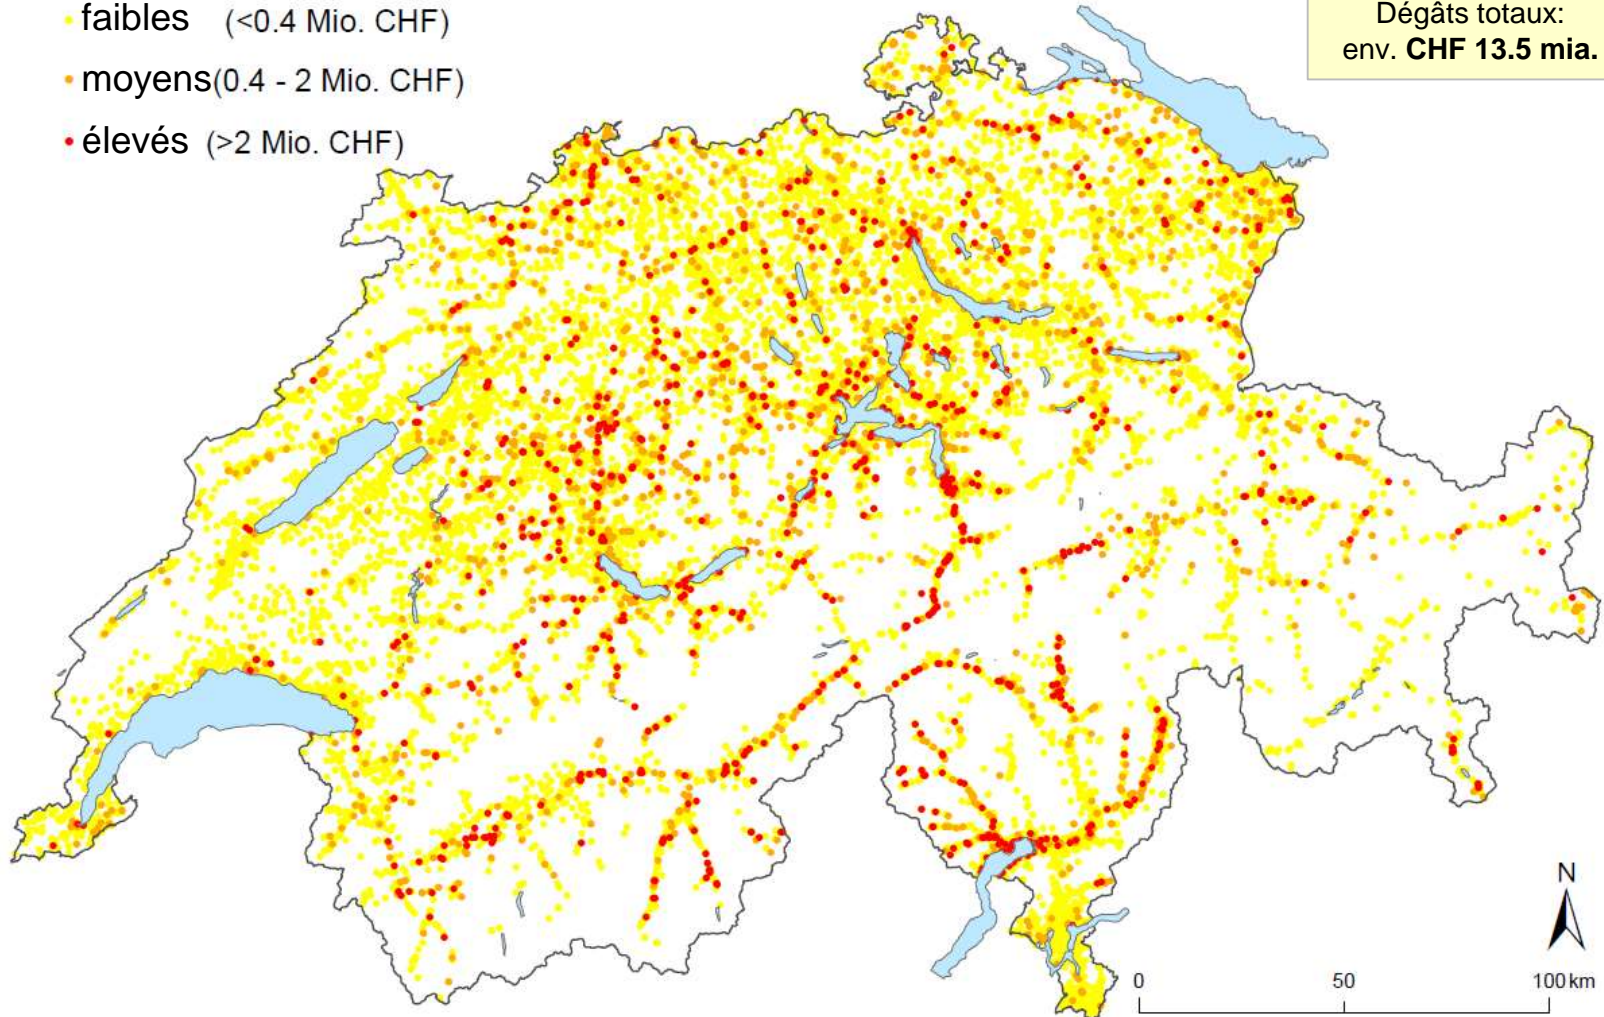 faibles (<0.4 Mio. CHF)
moyens(0.4 - 2 Mio. CHF)
élevés (>2 Mio. CHF)
Dégâts totaux:
env. CHF 13.5 mia.
N
0 50 100 km